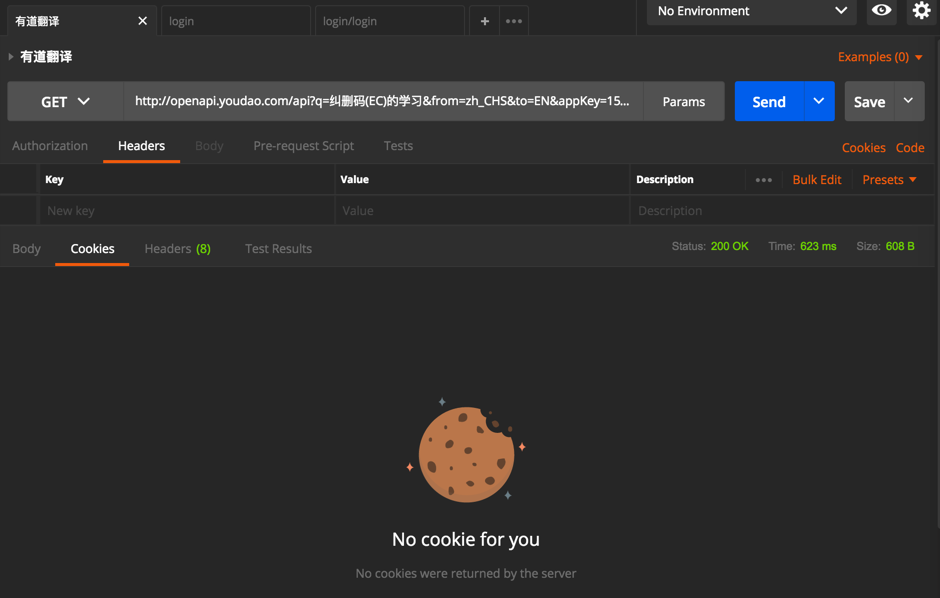 有道翻译 login login/login No Environment
有道翻译 Examples (0)
GET http://openapi.youdao.com/api?q=纠删码(EC)的学习&from=zh_CHS&to=EN&appKey=15... Params Send Save
Authorization Headers Body Pre-request Script Tests Cookies Code
Key Value Description Bulk Edit Presets
New key Value Description
Body Cookies Headers (8) Test Results Status: 200 OK Time: 623 ms Size: 608 B
No cookie for you
No cookies were returned by the server